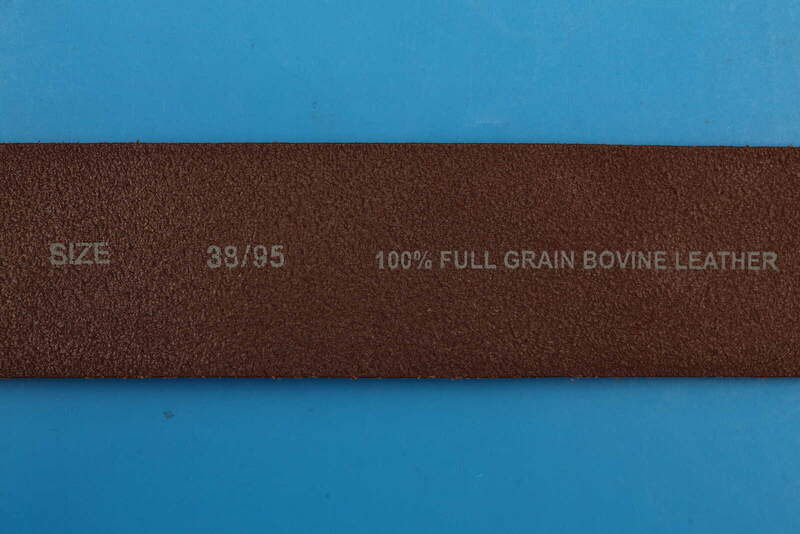 SIZE 38/95 100% FULL GRAIN BOVINE LEATHER